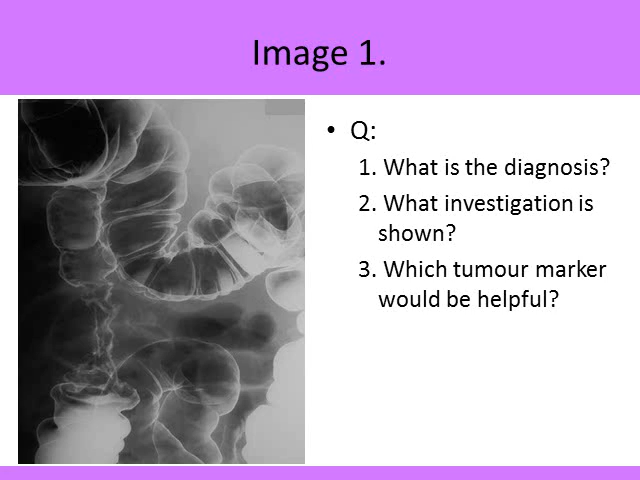 Image 1.
• Q:
1. What is the diagnosis?
2. What investigation is
shown?
3. Which tumour marker
would be helpful?